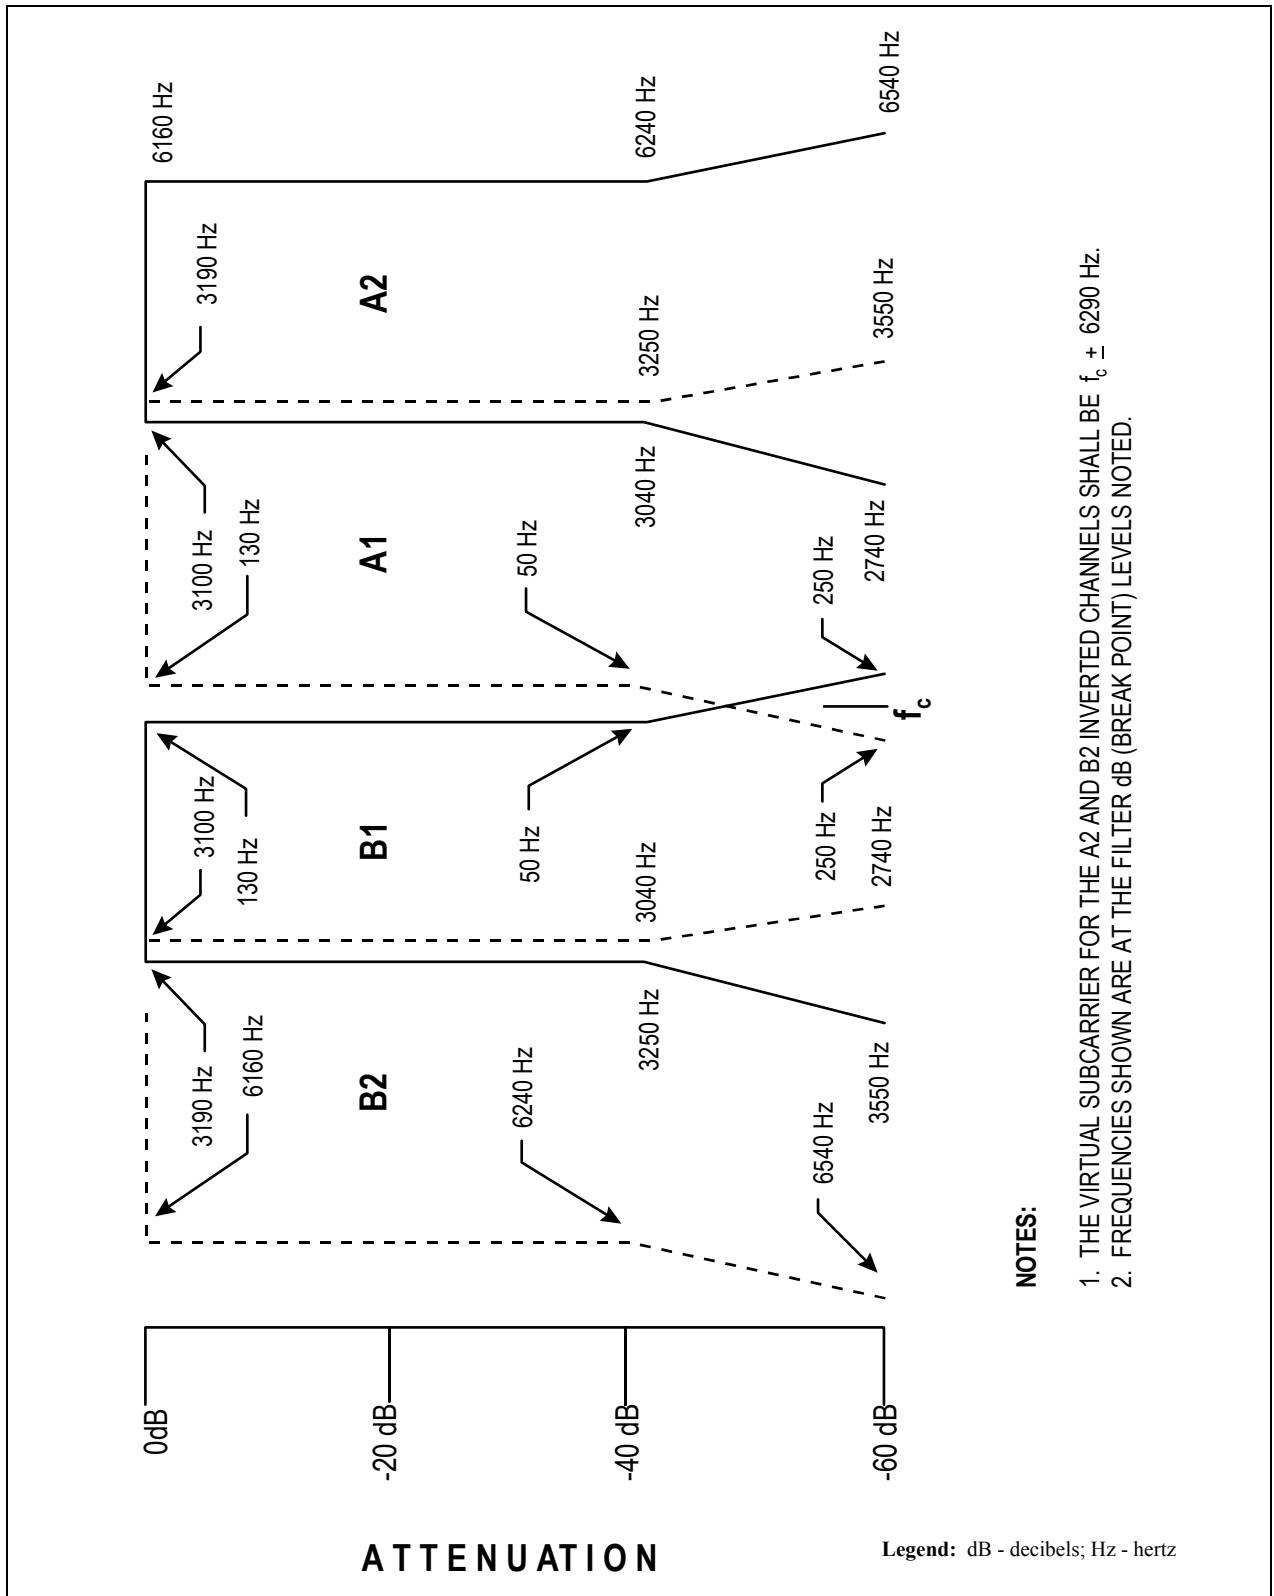 6160 Hz
6240 Hz
6540 Hz
3190 Hz
A2
3250 Hz
3550 Hz
3100 Hz
130 Hz
A1
50 Hz
3040 Hz
250 Hz
2740 Hz
fc
3100 Hz
130 Hz
B1
50 Hz
3040 Hz
250 Hz
2740 Hz
3190 Hz
6160 Hz
B2
6240 Hz
3250 Hz
6540 Hz
3550 Hz
0dB
-20 dB
-40 dB
-60 dB
ATTENUATION
NOTES:
1. THE VIRTUAL SUBCARRIER FOR THE A2 AND B2 INVERTED CHANNELS SHALL BE fc ± 6290 Hz.
2. FREQUENCIES SHOWN ARE AT THE FILTER dB (BREAK POINT) LEVELS NOTED.
Legend: dB - decibels; Hz - hertz